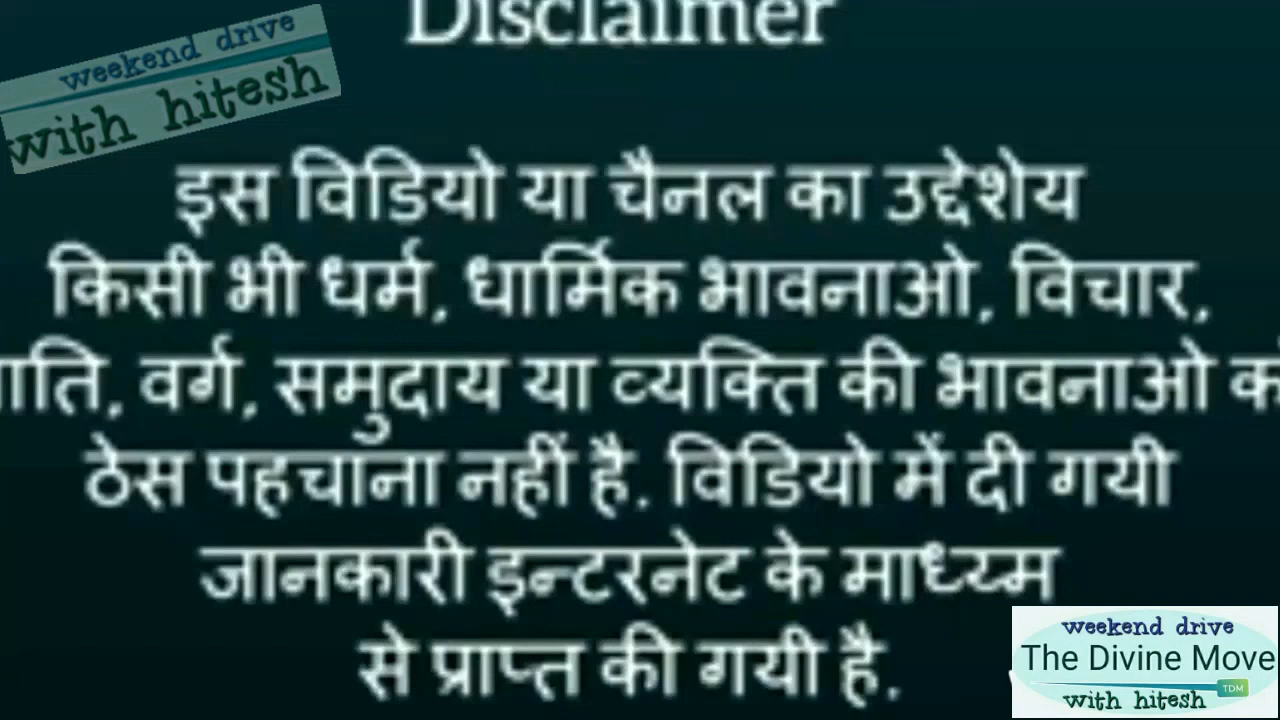 Disclaimer
weekend drive
with hitesh
इस विडियो या चैनल का उद्देशेय
किसी भी धर्म, धार्मिक भावनाओ, विचार,
वर्ग, समुदाय या व्यक्ति की भावनाओ
ठेस पहचाना नहीं है. विडियो में दी गयी
जानकारी इन्टरनेट के माध्य्म
से प्राप्त की गयी है.
weekend drive
The Divine Move
TDM
with hitesh